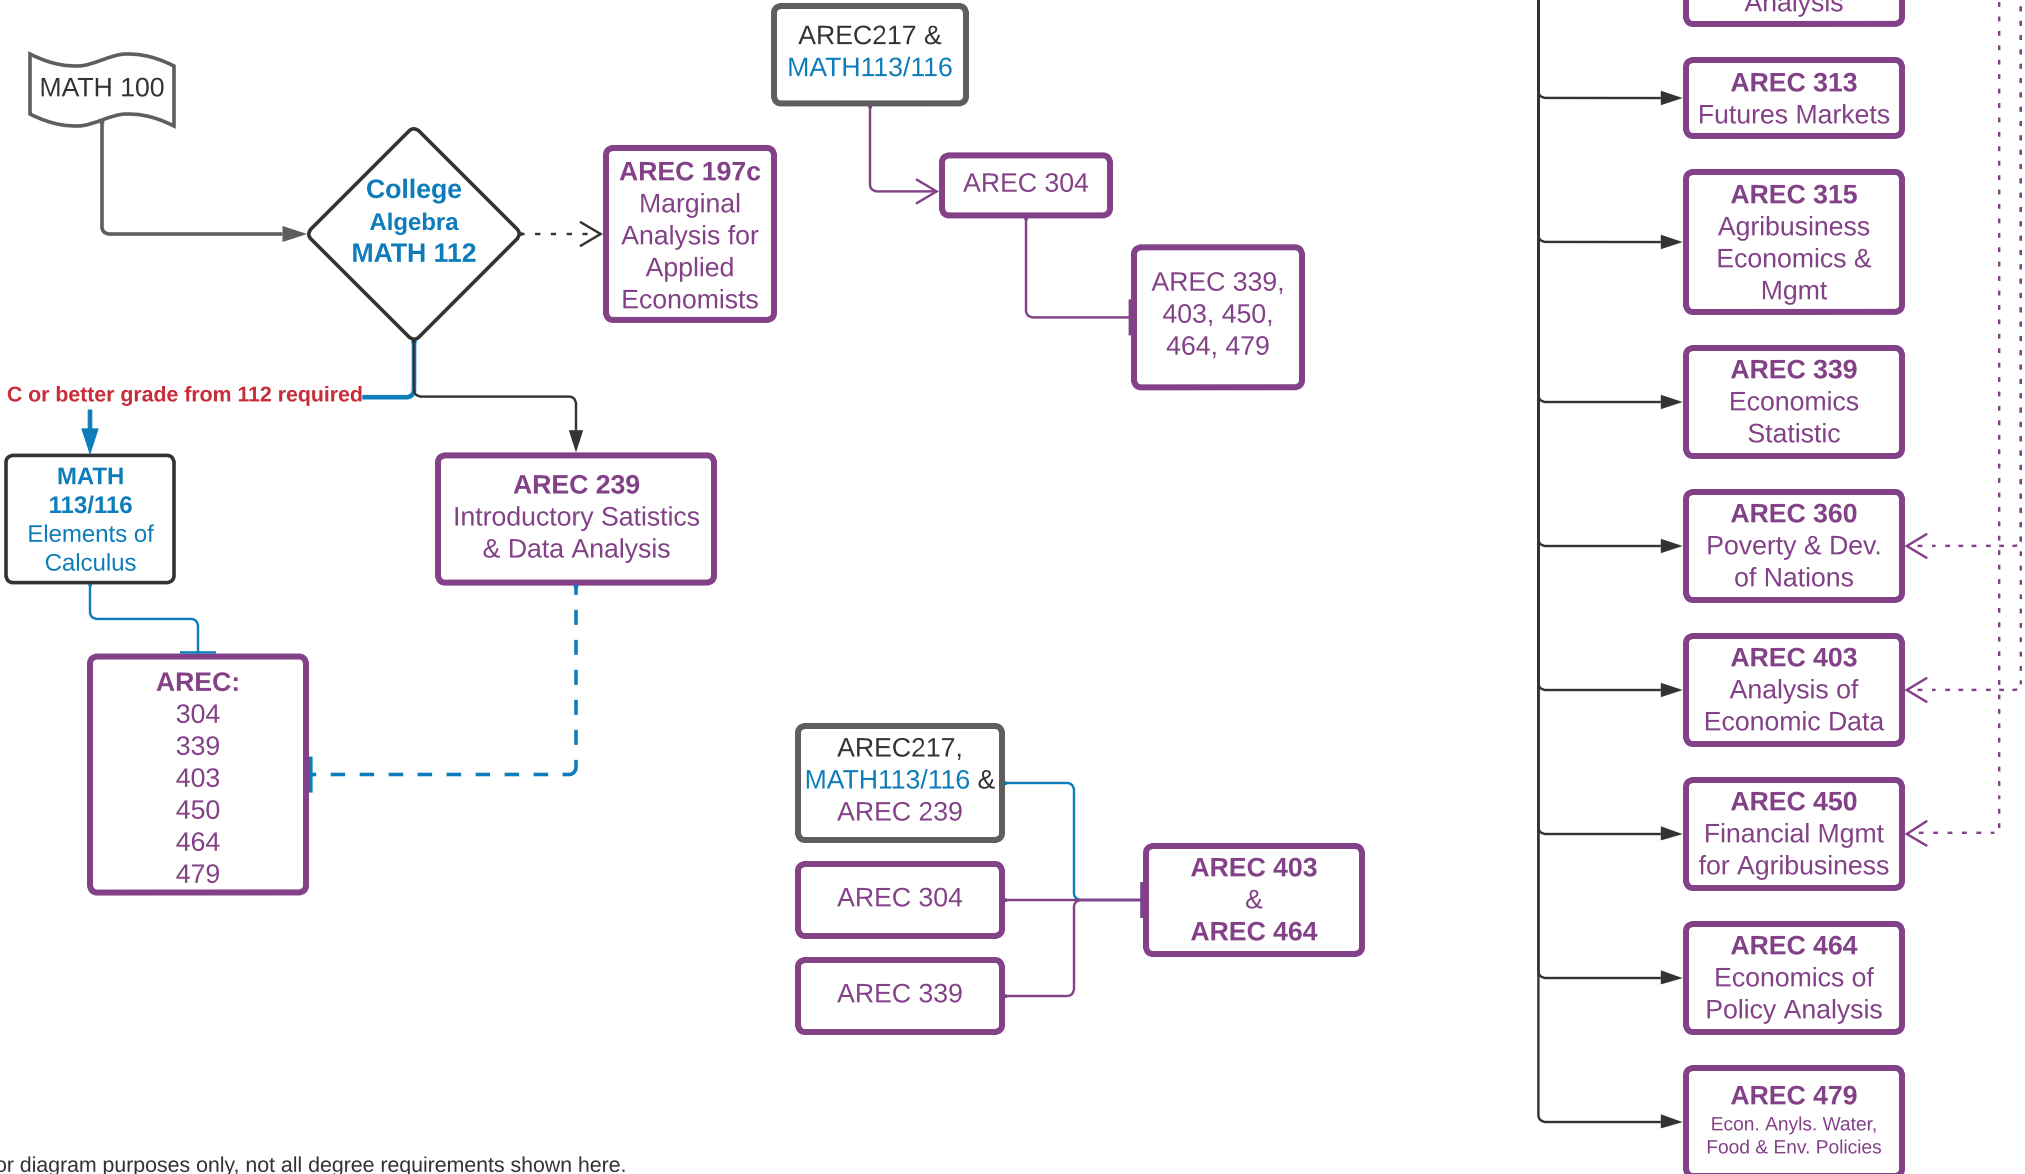 MATH 100
College
Algebra
MATH 112
AREC 197c
Marginal
Analysis for
Applied
Economists
C or better grade from 112 required
MATH
113/116
Elements of
Calculus
AREC 239
Introductory Satistics
& Data Analysis
AREC:
304
339
403
450
464
479
AREC217 &
MATH113/116
AREC 304
AREC 339,
403, 450,
464, 479
AREC217,
MATH113/116 &
AREC 239
AREC 304
AREC 339
AREC 403
&
AREC 464
Analysis
AREC 313
Futures Markets
AREC 315
Agribusiness
Economics &
Mgmt
AREC 339
Economics
Statistic
AREC 360
Poverty & Dev.
of Nations
AREC 403
Analysis of
Economic Data
AREC 450
Financial Mgmt
for Agribusiness
AREC 464
Economics of
Policy Analysis
AREC 479
Econ. Anyls. Water,
Food & Env. Policies
or diagram purposes only, not all degree requirements shown here.